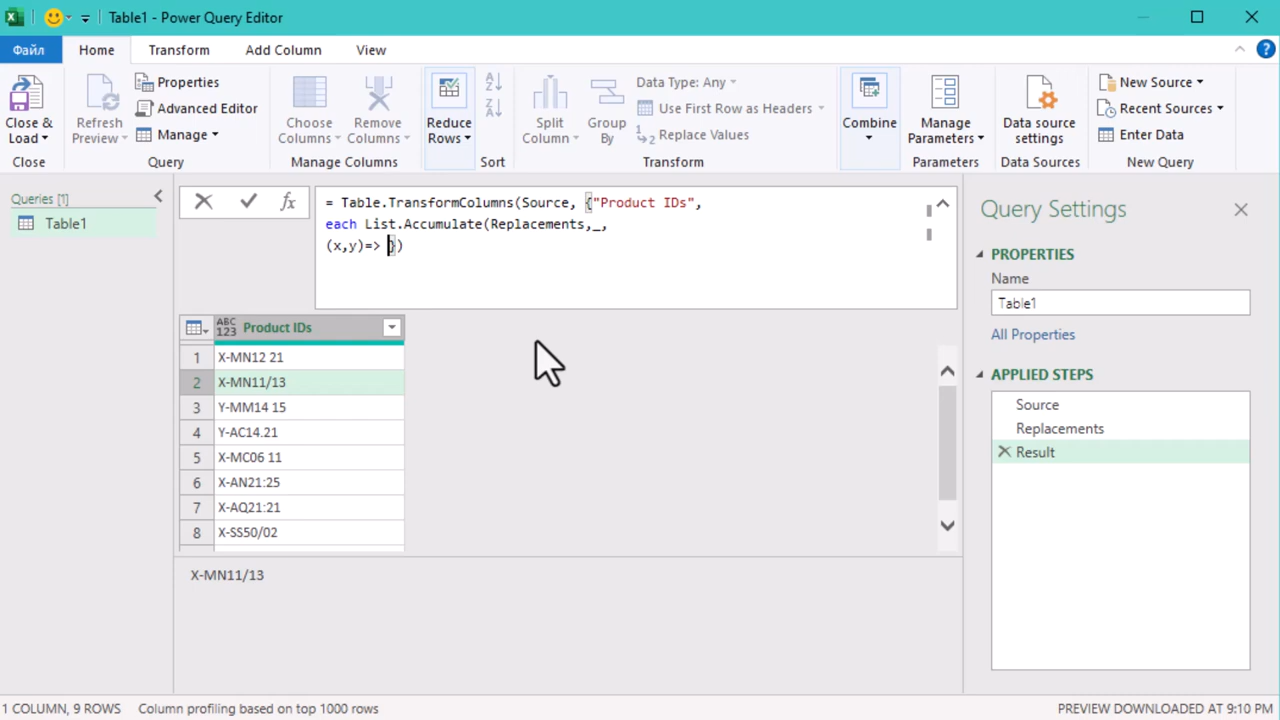 Table1 - Power Query Editor
Файл
Home
Transform
Add Column
View
Close &
Load
Close
Refresh
Preview
Properties
Advanced Editor
Manage
Query
Choose
Columns
Remove
Columns
Manage Columns
Reduce
Rows
Sort
Split
Column
Group
By
Data Type: Any
Use First Row as Headers
Replace Values
Transform
Combine
Manage
Parameters
Parameters
Data source
settings
Data Sources
New Source
Recent Sources
Enter Data
New Query
Queries [1]
Table1
fx
= Table.TransformColumns(Source, {"Product IDs",
each List.Accumulate(Replacements,_,
(x,y)=> })
ABC
123
Product IDs
1 X-MN12 21
2 X-MN11/13
3 Y-MM14 15
4 Y-AC14.21
5 X-MC06 11
6 X-AN21:25
7 X-AQ21:21
8 X-SS50/02
X-MN11/13
Query Settings
PROPERTIES
Name
Table1
All Properties
APPLIED STEPS
Source
Replacements
Result
1 COLUMN, 9 ROWS
Column profiling based on top 1000 rows
PREVIEW DOWNLOADED AT 9:10 PM